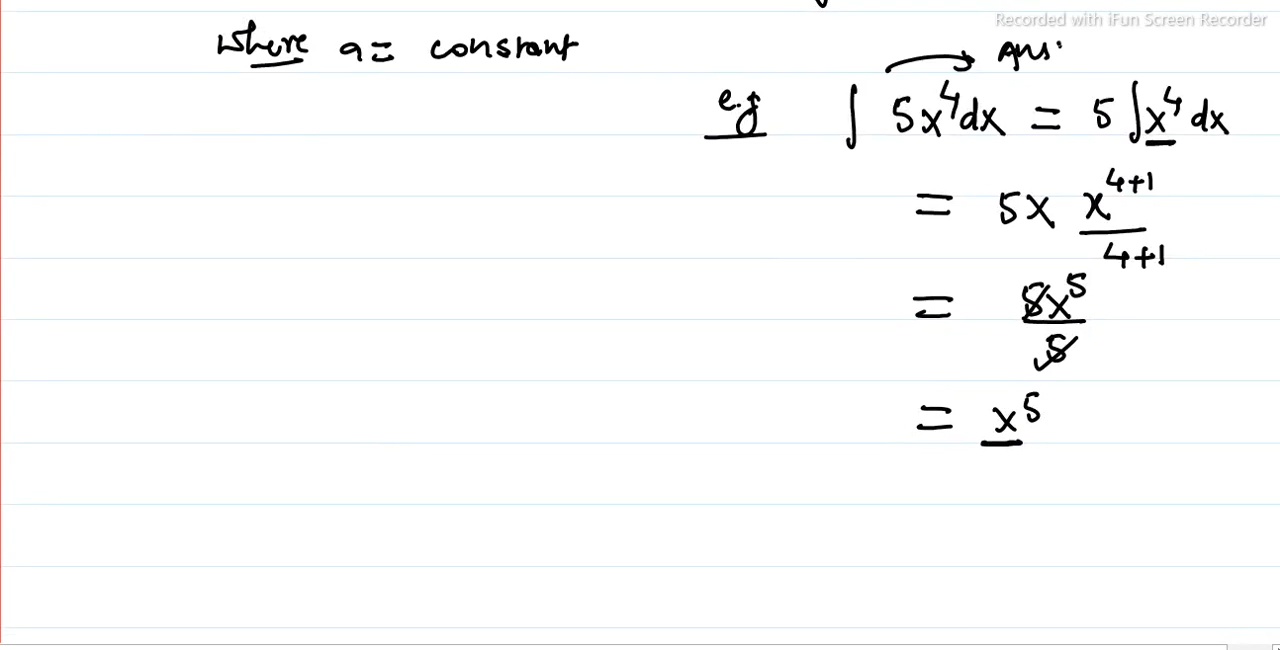 Recorded with iFun Screen Recorder
where a = constant
Ans:
e.g ∫ 5x⁴dx = 5 ∫x⁴ dx
= 5 x x⁴⁺¹/4+1
= 5x⁵/5
= x⁵